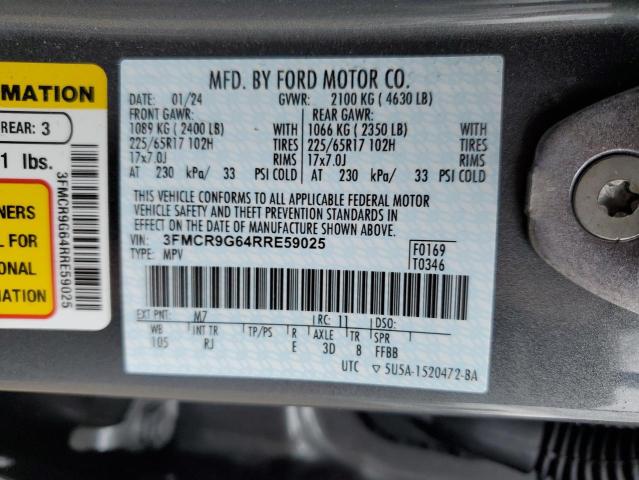 MATION
REAR: 3
1 lbs.
NERS
L FOR
ONAL
MATION
3FMCR9G64RRE59025
MFD. BY FORD MOTOR CO.
DATE: 01/24 GVWR: 2100 KG ( 4630 LB)
FRONT GAWR: REAR GAWR:
1089 KG ( 2400 LB) WITH 1066 KG ( 2350 LB) WITH
225/65R17 102H TIRES 225/65R17 102H TIRES
17x7.0J RIMS 17x7.0J RIMS
AT 230 kPa/ 33 PSI COLD AT 230 kPa/ 33 PSI COLD
THIS VEHICLE CONFORMS TO ALL APPLICABLE FEDERAL MOTOR
VEHICLE SAFETY AND THEFT PREVENTION STANDARDS IN
EFFECT ON THE DATE OF MANUFACTURE SHOWN ABOVE.
VIN: 3FMCR9G64RRE59025 F0169
TYPE: MPV T0346
EXT PNT: M7 RC: 11 DSO:
WB INT TR TP/PS R AXLE TR SPR
105 RJ E 3D 8 FFBB
UTC ▽ 5U5A-1520472-BA